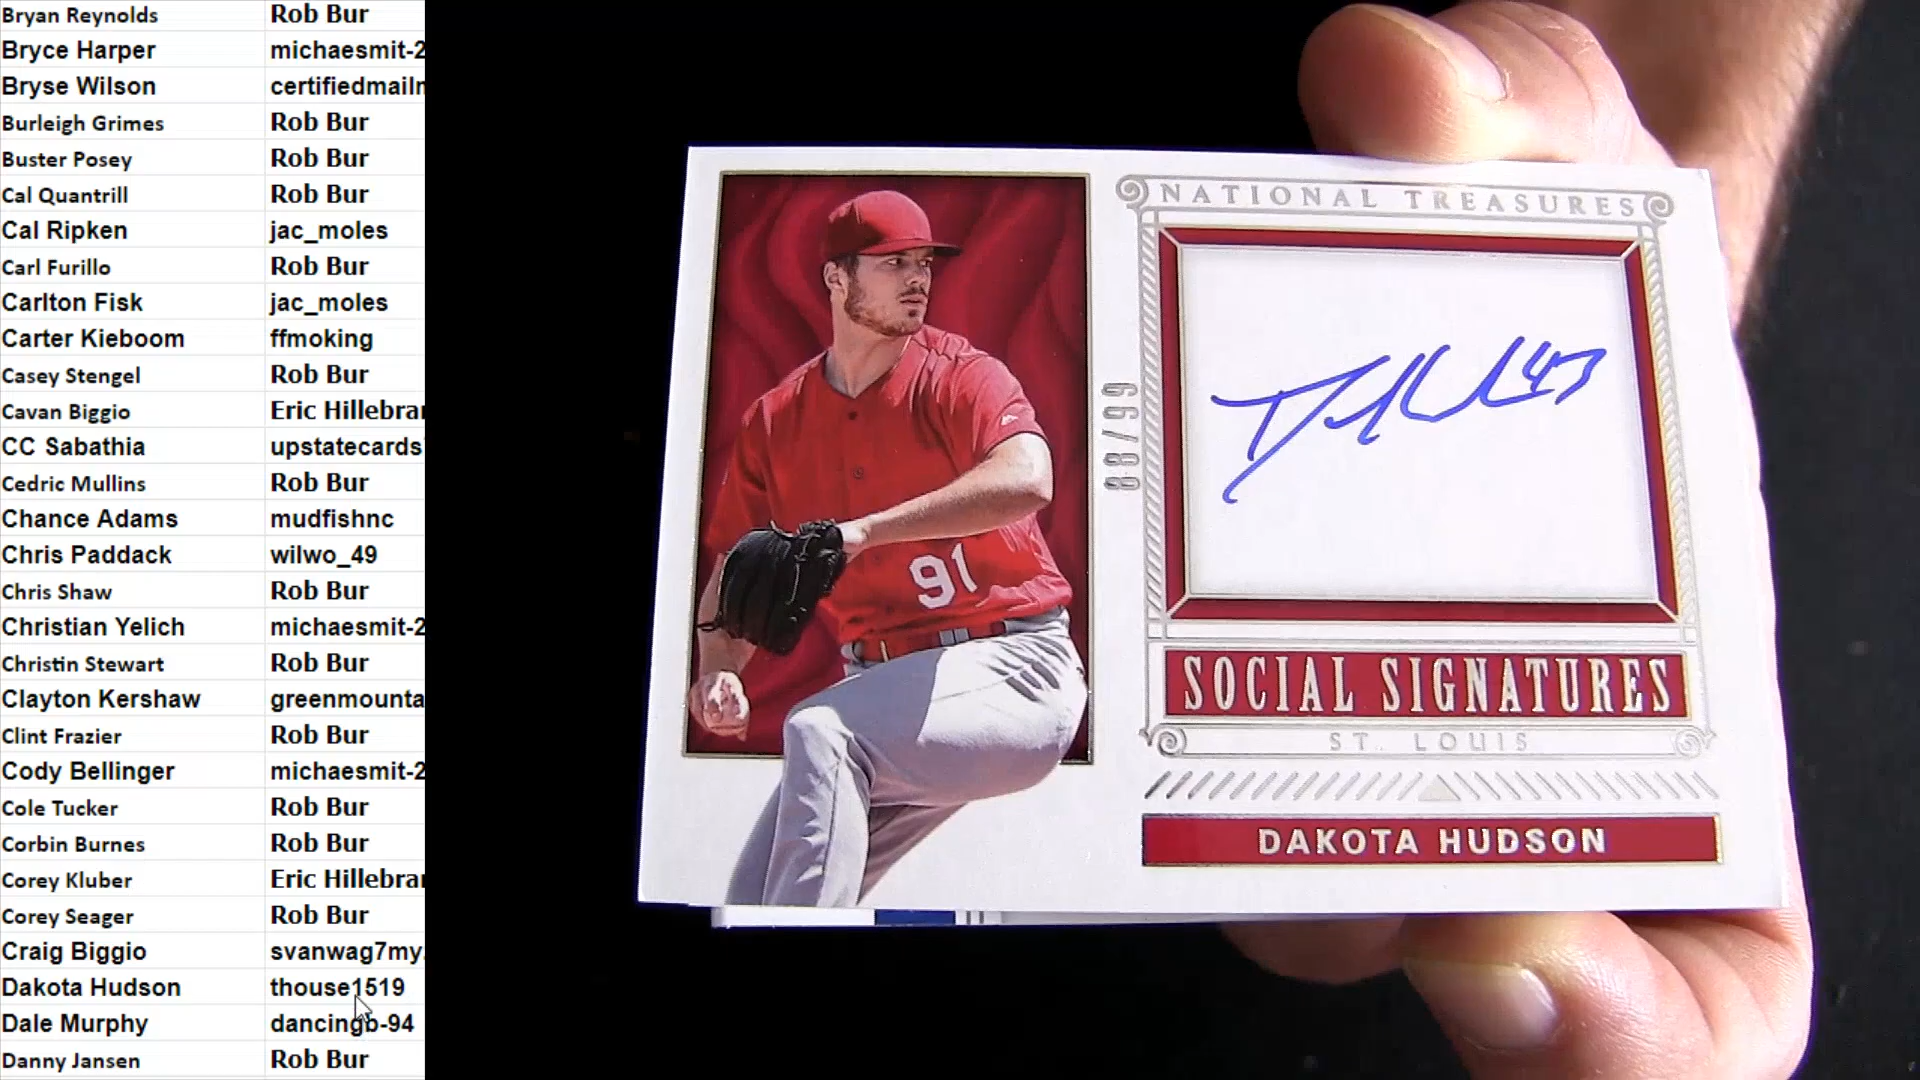 Bryan Reynolds Rob Bur
Bryce Harper michaesmit-2
Bryse Wilson
Burleigh Grimes Rob Bur
Buster Posey Rob Bur
Cal Quantrill Rob Bur
Cal Ripken jac_moles
Carl Furillo Rob Bur
Carlton Fisk jac_moles
Carter Kieboom ffmoking
Casey Stengel Rob Bur
Cavan Biggio Eric Hillebra
CC Sabathia upstatecards
Cedric Mullins Rob Bur
Chance Adams mudfishnc
Chris Paddack wilwo_49
Chris Shaw Rob Bur
Christian Yelich michaesmit-2
Christin Stewart Rob Bur
Clayton Kershaw greenmounta
Clint Frazier Rob Bur
Cody Bellinger michaesmit-2
Cole Tucker Rob Bur
Corbin Burnes Rob Bur
Corey Kluber Eric Hillebra
Corey Seager Rob Bur
Craig Biggio svanwag7my
Dakota Hudson thouse1519
Dale Murphy dancingb-94
Danny Jansen Rob Bur
NATIONAL TREASURES
88/99
43
91
SOCIAL SIGNATURES
ST. LOUIS
DAKOTA HUDSON